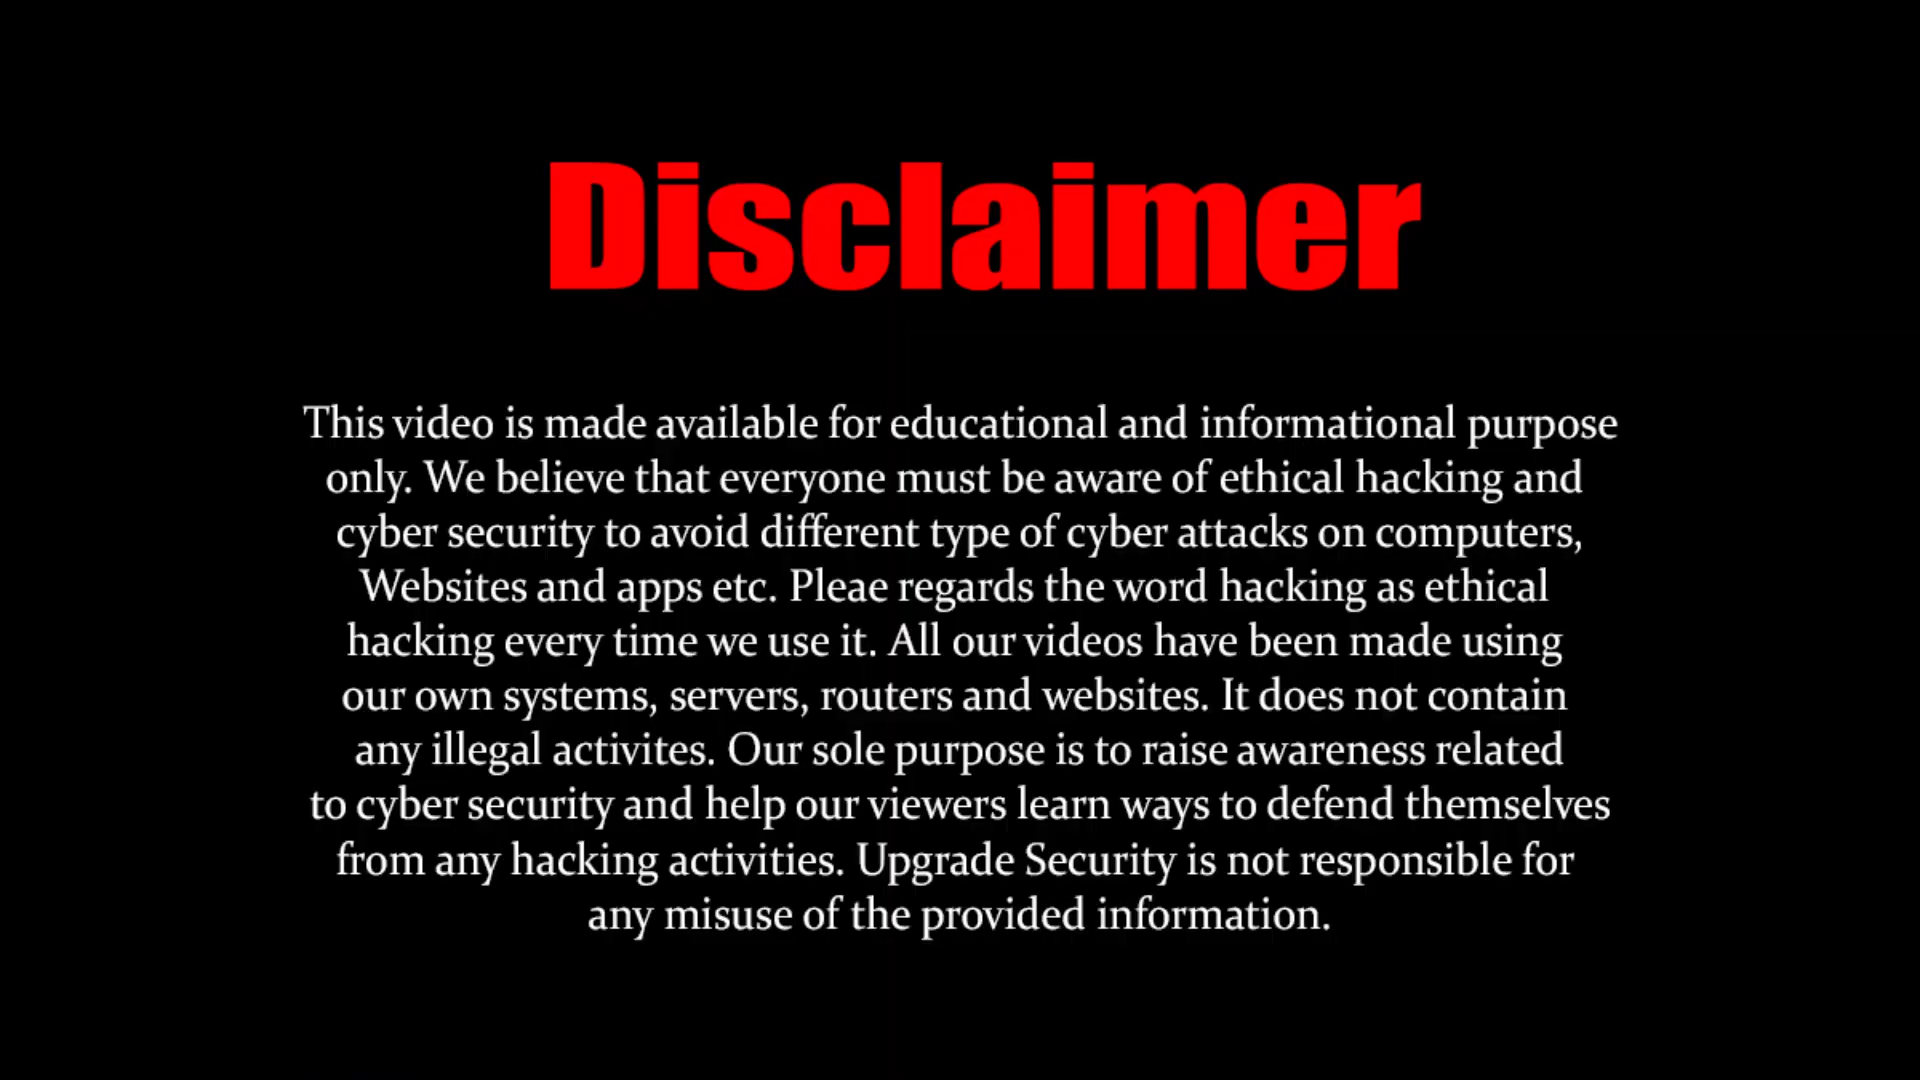 Disclaimer
This video is made available for educational and informational purpose
only. We believe that everyone must be aware of ethical hacking and
cyber security to avoid different type of cyber attacks on computers,
Websites and apps etc. Pleae regards the word hacking as ethical
hacking every time we use it. All our videos have been made using
our own systems, servers, routers and websites. It does not contain
any illegal activites. Our sole purpose is to raise awareness related
to cyber security and help our viewers learn ways to defend themselves
from any hacking activities. Upgrade Security is not responsible for
any misuse of the provided information.